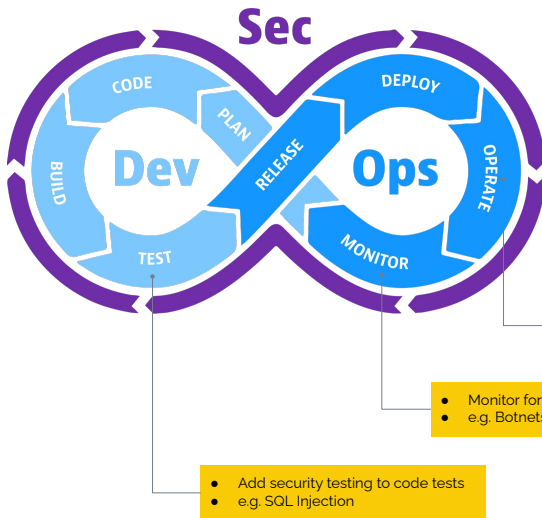 Sec
CODE
PLAN
BUILD
Dev
TEST
RELEASE
DEPLOY
OPERATE
Ops
MONITOR
● Monitor for
● e.g. Botnets
● Add security testing to code tests
● e.g. SQL Injection